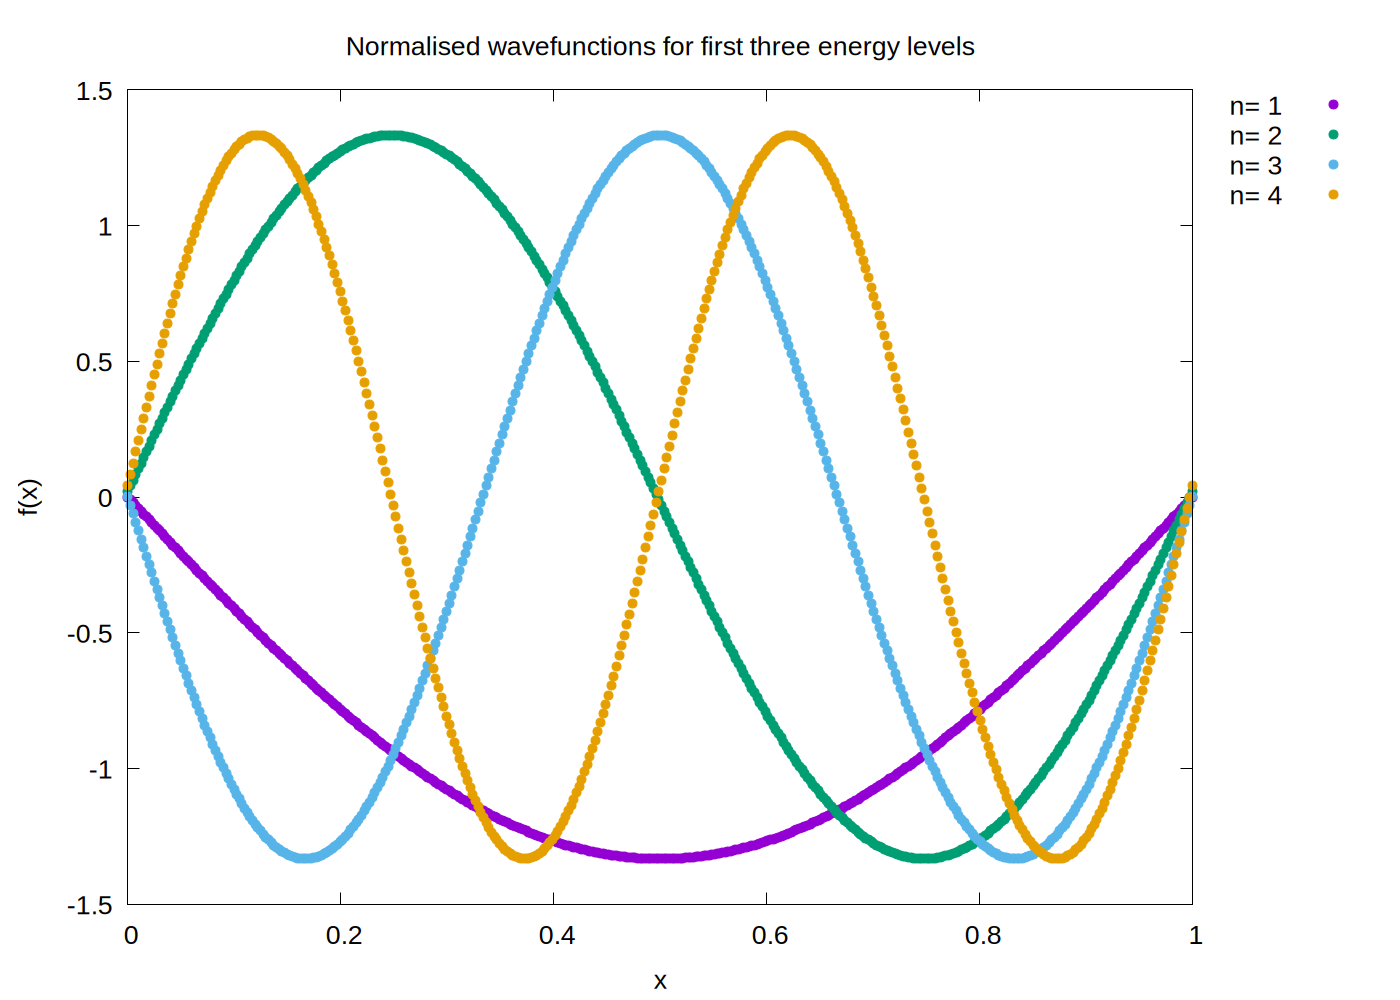 Normalised wavefunctions for first three energy levels
1.5
1
0.5
0
-0.5
-1
-1.5
f(x)
0 0.2 0.4 0.6 0.8 1
x
n= 1
n= 2
n= 3
n= 4